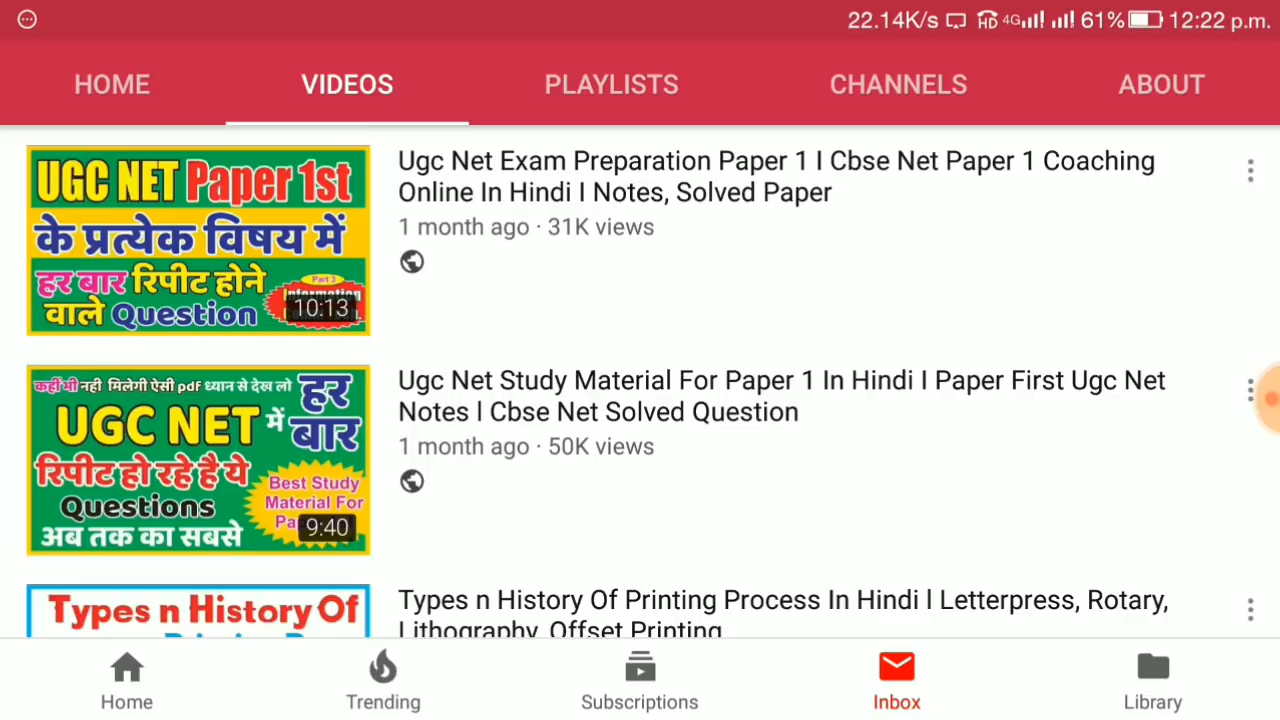 22.14K/s HD 4G 61% 12:22 p.m.
HOME VIDEOS PLAYLISTS CHANNELS ABOUT
UGC NET Paper 1st
के प्रत्येक विषय में
हर बार रिपीट होने
वाले Question
Part 3
Information
10:13
Ugc Net Exam Preparation Paper 1 I Cbse Net Paper 1 Coaching
Online In Hindi I Notes, Solved Paper
1 month ago · 31K views
कहीं भी नही मिलेगी ऐसी pdf ध्यान से देख लो
हर
UGC NET में
बार
रिपीट हो रहे है ये
Questions
अब तक का सबसे
Best Study
Material For
9:40
Ugc Net Study Material For Paper 1 In Hindi I Paper First Ugc Net
Notes l Cbse Net Solved Question
1 month ago · 50K views
Types n History Of
Types n History Of Printing Process In Hindi l Letterpress, Rotary,
Lithography, Offset Printing
Home Trending Subscriptions Inbox Library